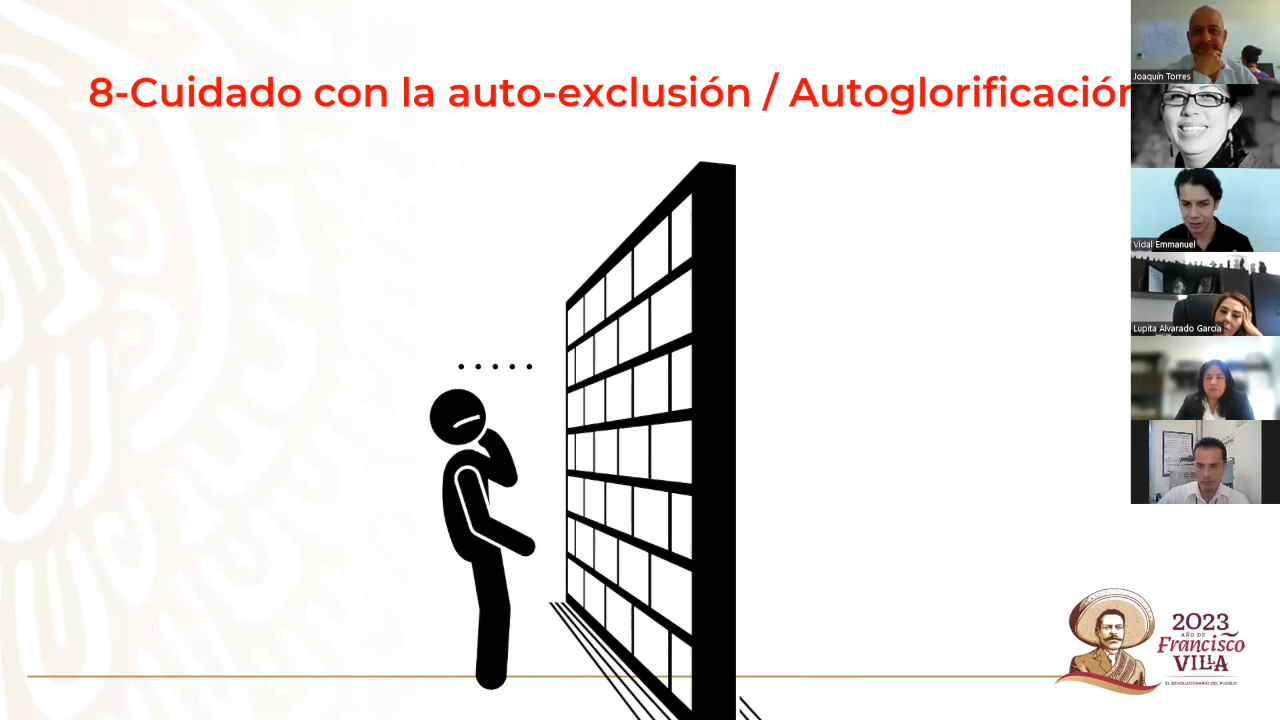 8-Cuidado con la auto-exclusión / Autoglorificación
.....
Joaquín Torres
Vidal Emmanuel
Lupita Alvarado García
2023
AÑO DE
Francisco
VILLA
EL REVOLUCIONARIO DEL PUEBLO